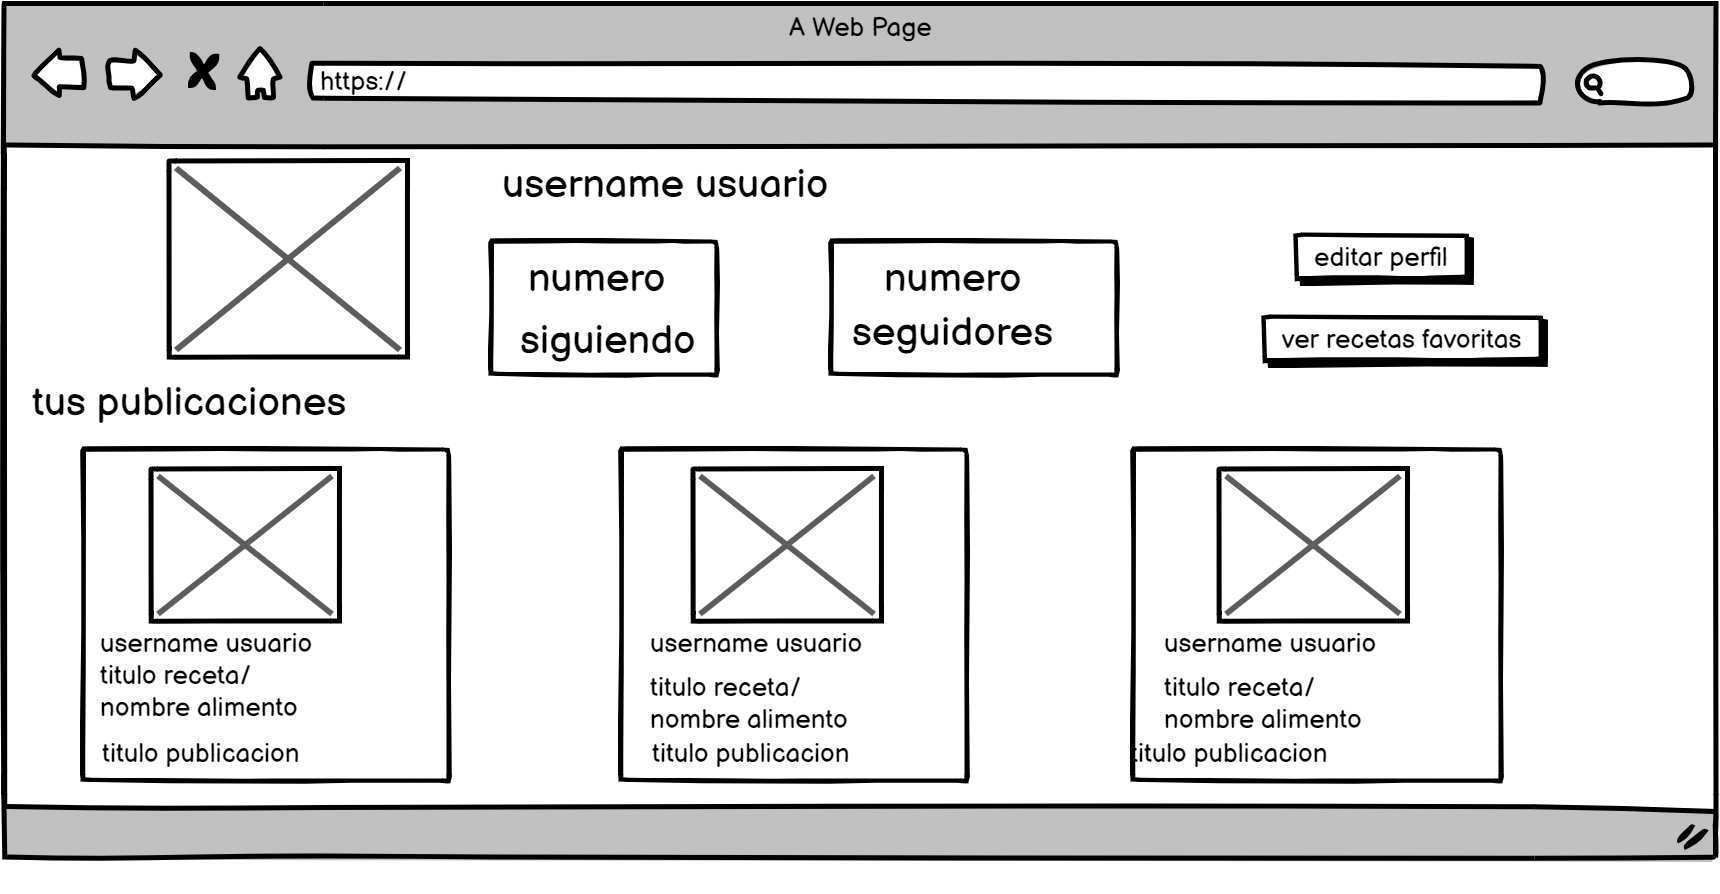 A Web Page
https://
username usuario
numero
siguiendo
numero
seguidores
editar perfil
ver recetas favoritas
tus publicaciones
username usuario
titulo receta/
nombre alimento
titulo publicacion
username usuario
titulo receta/
nombre alimento
titulo publicacion
username usuario
titulo receta/
nombre alimento
titulo publicacion